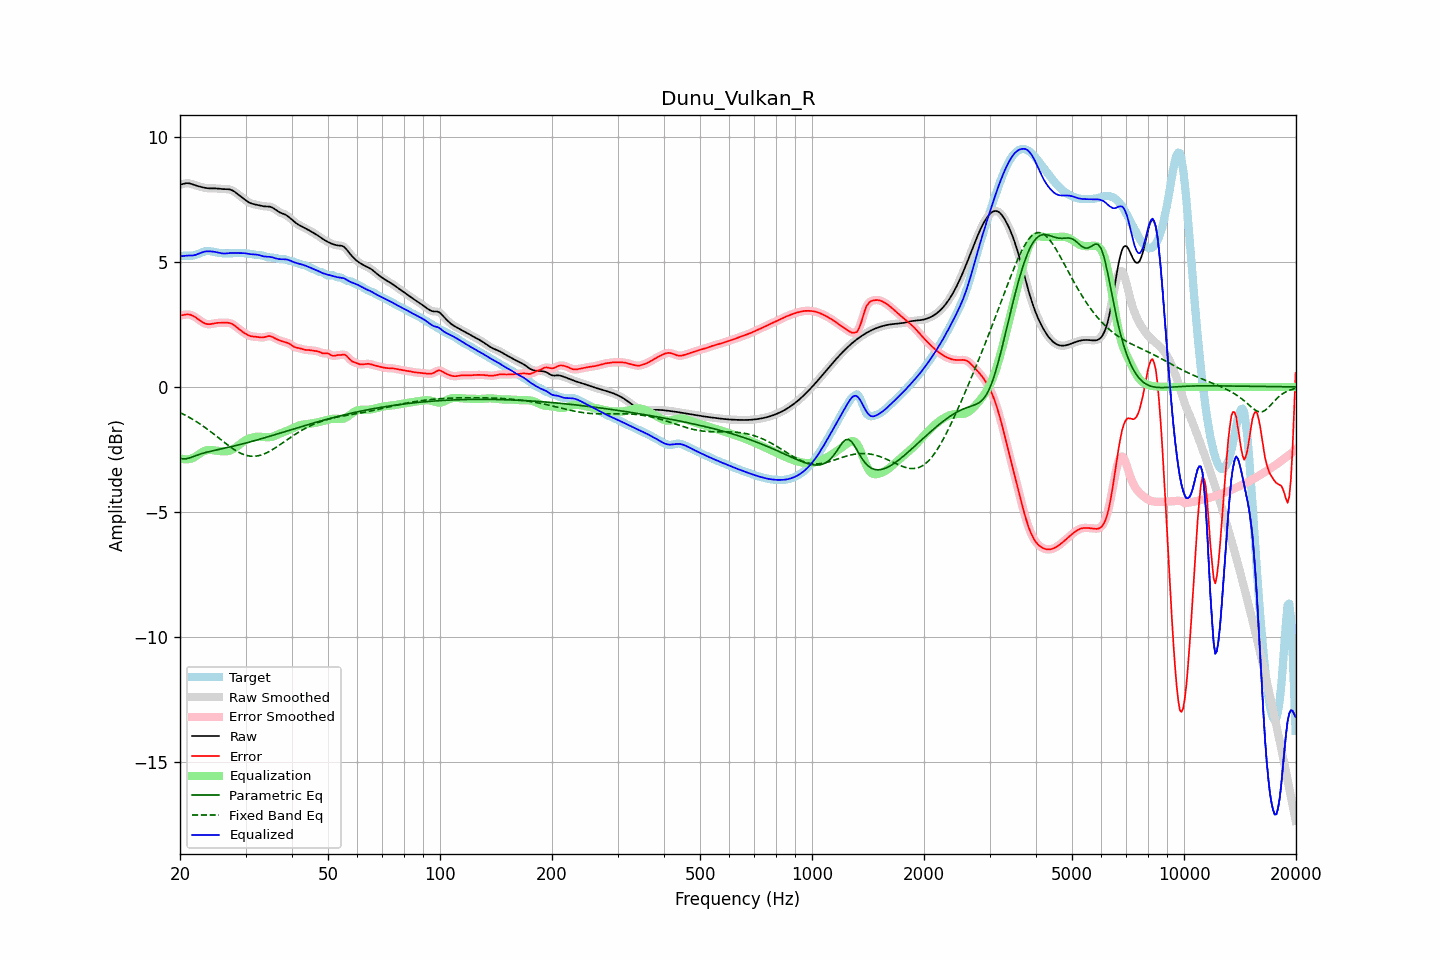 Dunu_Vulkan_R
Amplitude (dBr)
10
5
0
−5
−10
−15
Target
Raw Smoothed
Error Smoothed
Raw
Error
Equalization
Parametric Eq
Fixed Band Eq
Equalized
20 50 100 200 500 1000 2000 5000 10000 20000
Frequency (Hz)